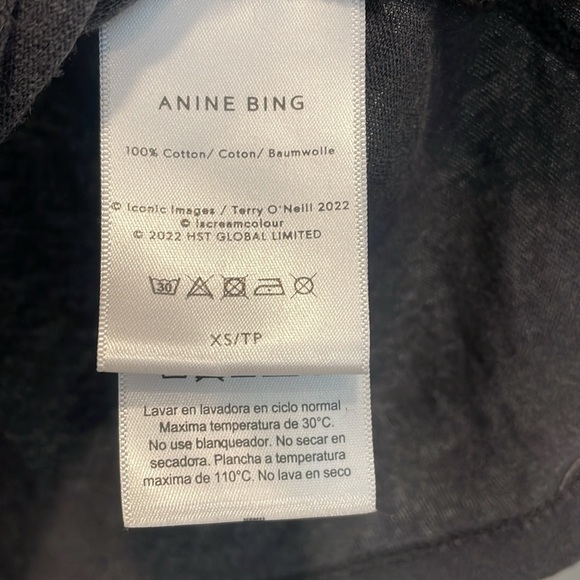 ANINE BING
100% Cotton/ Coton/ Baumwolle
© Iconic Images / Terry O'Neill 2022
© Iscreamcolour
© 2022 HST GLOBAL LIMITED
30
XS/TP
Lavar en lavadora en ciclo normal .
Maxima temperatura de 30°C.
No use blanqueador. No secar en
secadora. Plancha a temperatura
maxima de 110°C. No lava en seco